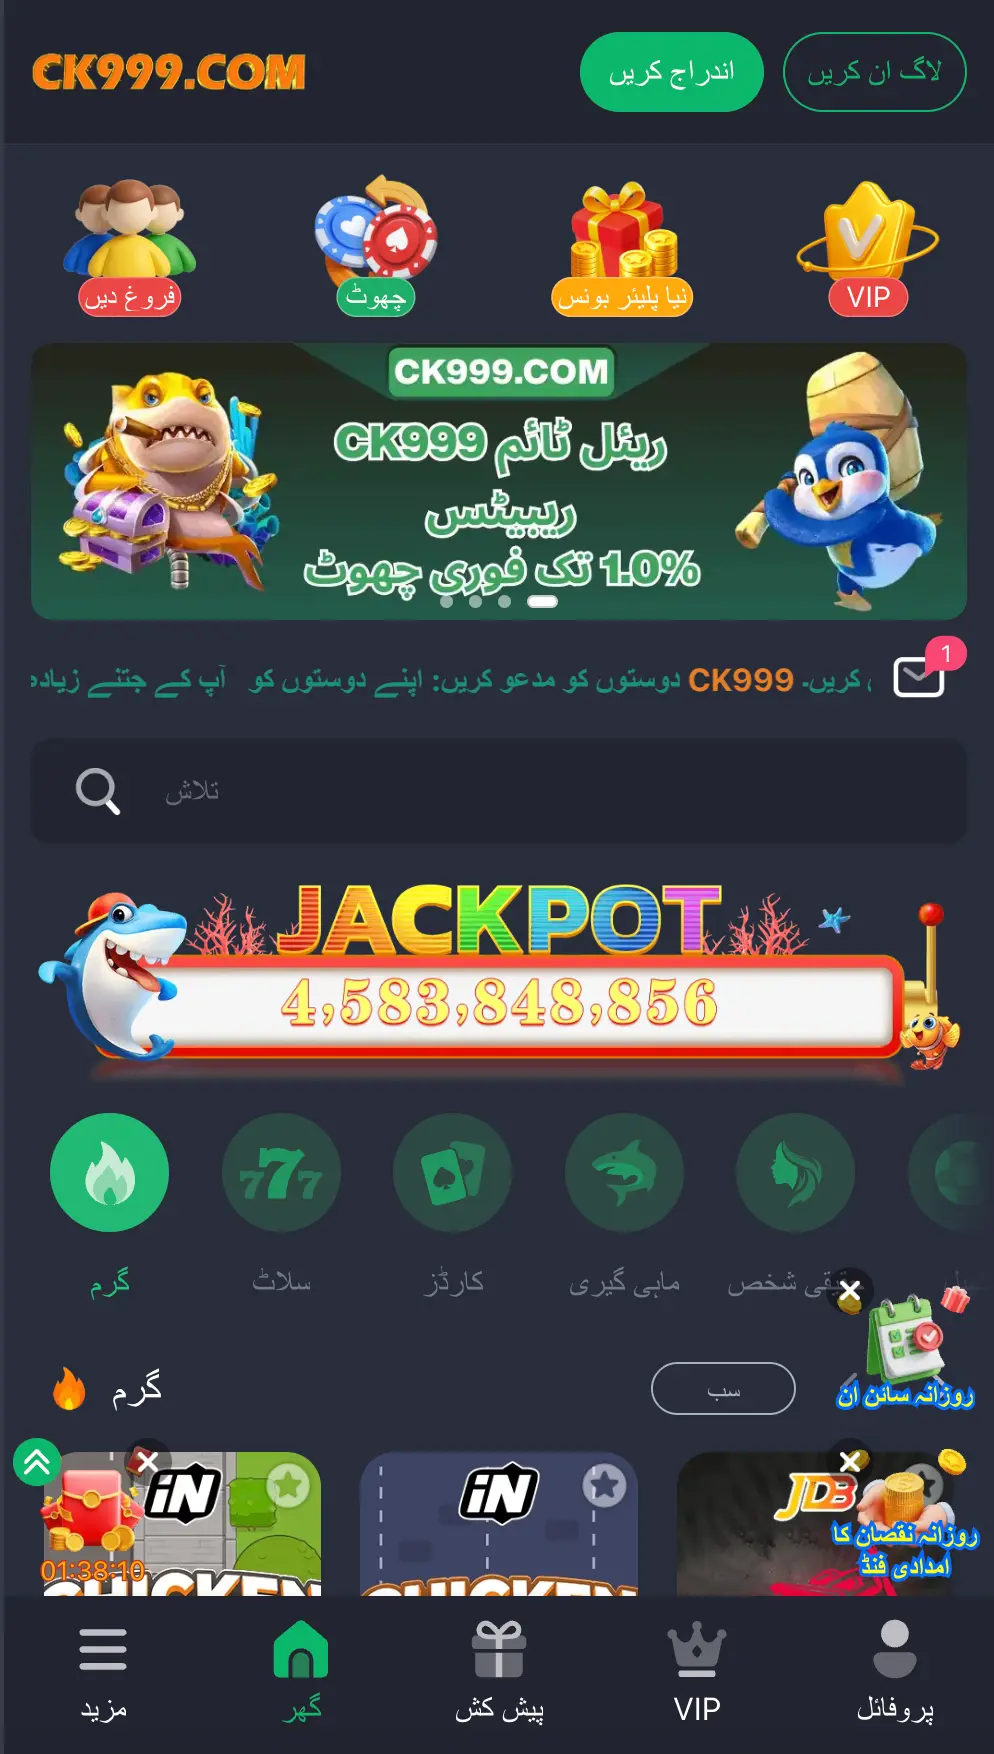 CK999.COM
اندراج کریں
لاگ ان کریں
فروغ دیں
چھوٹ
نیا پلیئر بونس
VIP
CK999.COM
ریئل ٹائم CK999
ریبیٹس
1.0% تک فوری چھوٹ
کریں۔ CK999 دوستوں کو مدعو کریں: اپنے دوستوں کو آپ کے جتنے زیادہ
1
تلاش
JACKPOT
4,583,848,856
777
گرم
سلاٹ
کارڈز
ماہی گیری
شخص
روزانہ سائن ان
گرم
سب
iN
iN
JDB
روزانہ نقصان کا
امدادی فنڈ
01:38:10
CHICKEN
CHICKEN
مزید
گھر
پیش کش
VIP
پروفائل